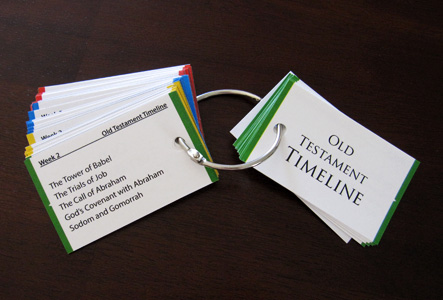 Old Testament Timeline
Week 2
The Tower of Babel
The Trials of Job
The Call of Abraham
God's Covenant with Abraham
Sodom and Gomorrah
Old
Testament
Timeline